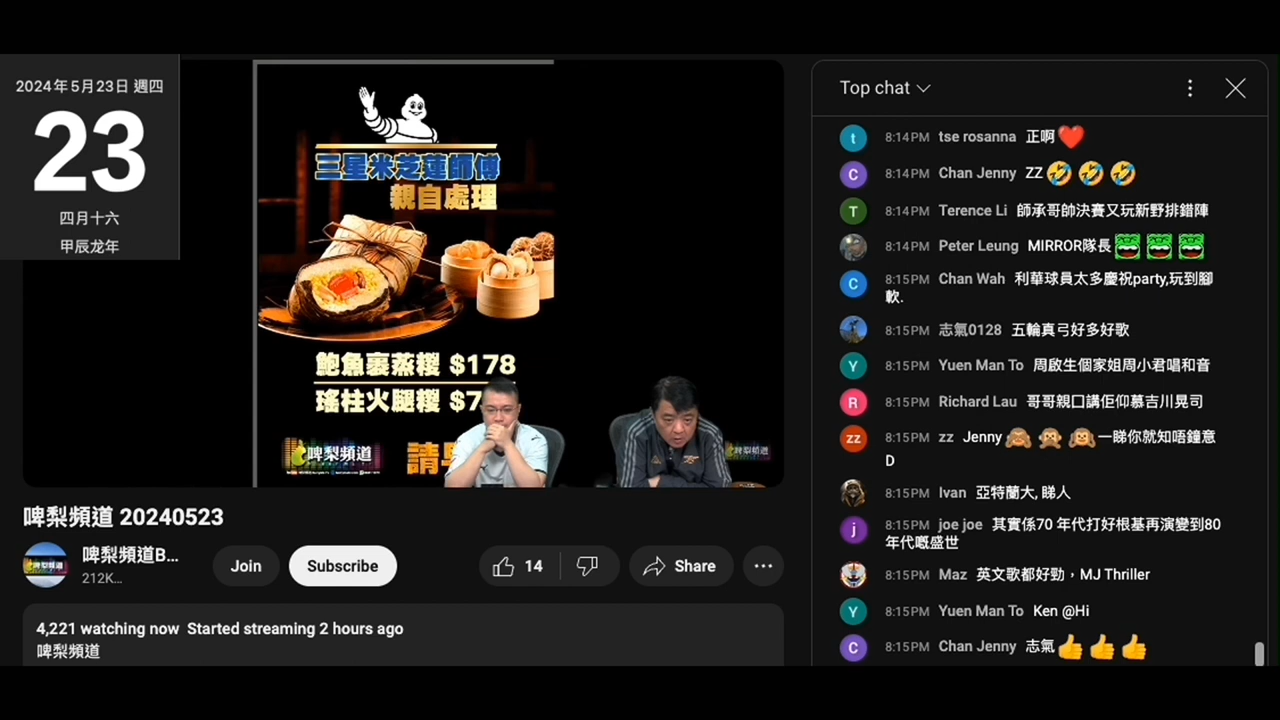 2024年5月23日 週四
23
四月十六
甲辰龙年
三星米芝蓮師傅
親自處理
鮑魚裹蒸糉 $178
瑤柱火腿糉 $7
啤梨頻道
請
啤梨頻道
啤梨頻道 20240523
啤梨頻道B...
212K...
Join
Subscribe
14
Share
4,221 watching now Started streaming 2 hours ago
啤梨頻道
Top chat
t 8:14PM tse rosanna 正啊❤️
C 8:14PM Chan Jenny ZZ🤣🤣🤣
T 8:14PM Terence Li 師承哥帥決賽又玩新野排錯陣
8:14PM Peter Leung MIRROR隊長
C 8:15PM Chan Wah 利華球員太多慶祝party,玩到腳
軟.
8:15PM 志氣0128 五輪真弓好多好歌
Y 8:15PM Yuen Man To 周啟生個家姐周小君唱和音
R 8:15PM Richard Lau 哥哥親口講佢仰慕吉川晃司
zz 8:15PM zz Jenny🙈🙊🙉一睇你就知唔鐘意
D
8:15PM Ivan 亞特蘭大, 睇人
j 8:15PM joe joe 其實係70 年代打好根基再演變到80
年代嘅盛世
8:15PM Maz 英文歌都好勁，MJ Thriller
Y 8:15PM Yuen Man To Ken @Hi
C 8:15PM Chan Jenny 志氣👍👍👍